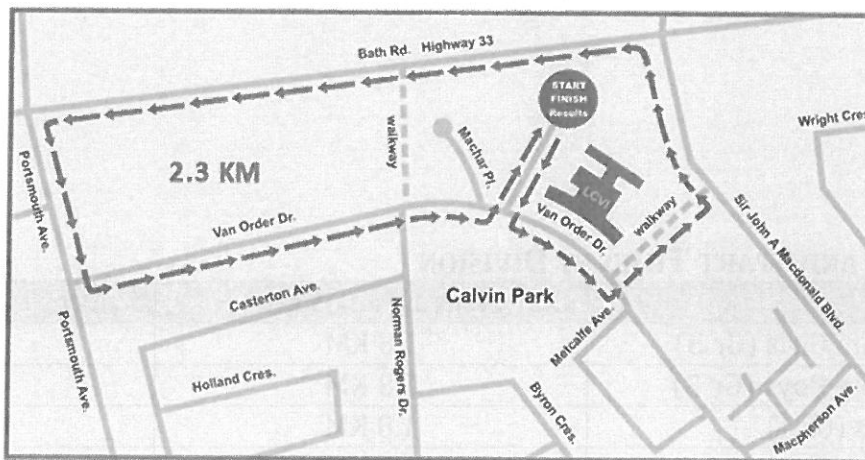 Bath Rd. Highway 33
START
FINISH
Results
Wright Cres.
walkway
Machar Pl.
Portsmouth Ave.
2.3 KM
LCVI
Van Order Dr.
Van Order Dr.
walkway
Sir John A Macdonald Blvd.
Casterton Ave.
Calvin Park
Portsmouth Ave.
Norman Rogers Dr.
Metcalfe Ave.
Holland Cres.
Byron Cres.
Macpherson Ave.